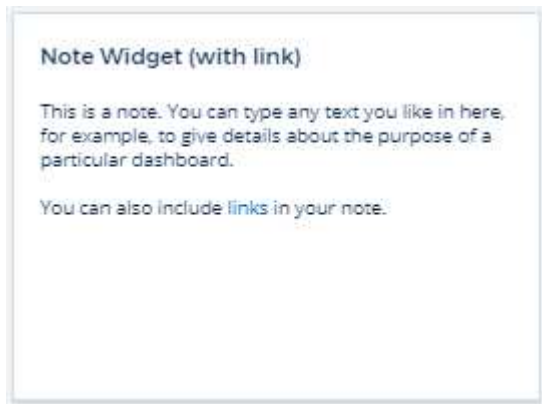 Note Widget (with link)
This is a note. You can type any text you like in here,
for example, to give details about the purpose of a
particular dashboard.
You can also include links in your note.